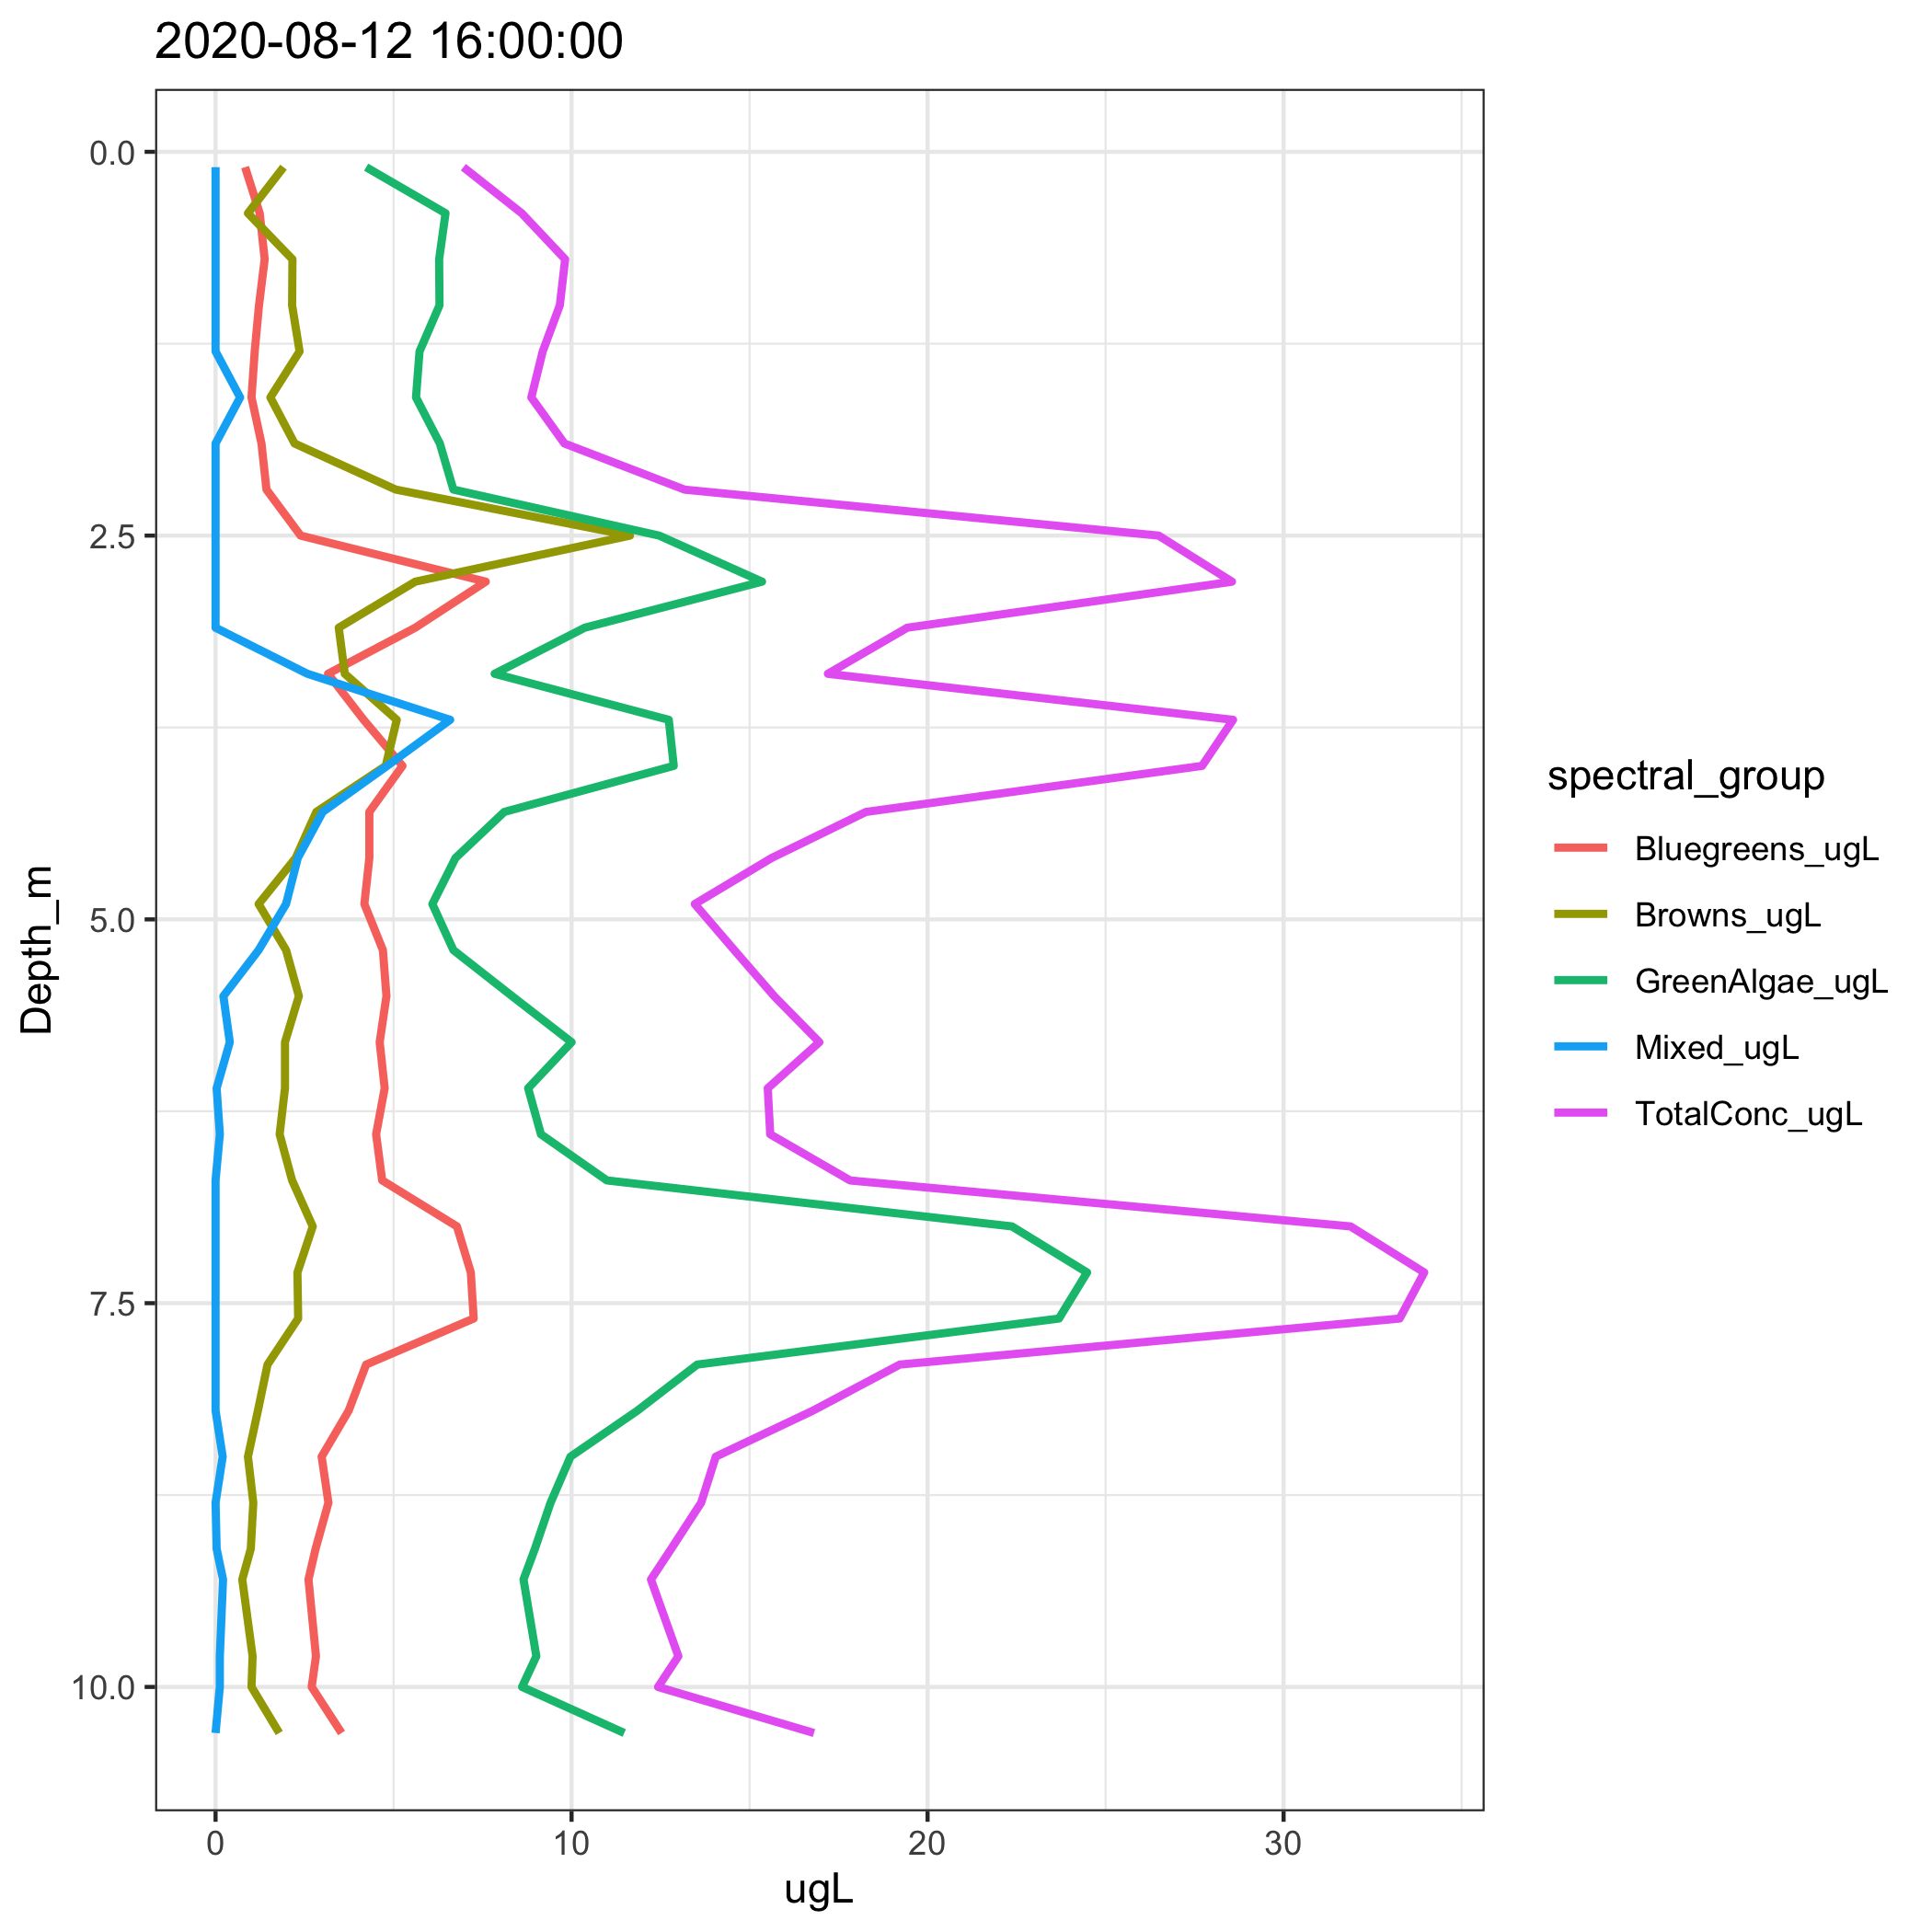 2020-08-12 16:00:00
0.0
2.5
5.0
7.5
10.0
Depth_m
0 10 20 30
ugL
spectral_group
Bluegreens_ugL
Browns_ugL
GreenAlgae_ugL
Mixed_ugL
TotalConc_ugL